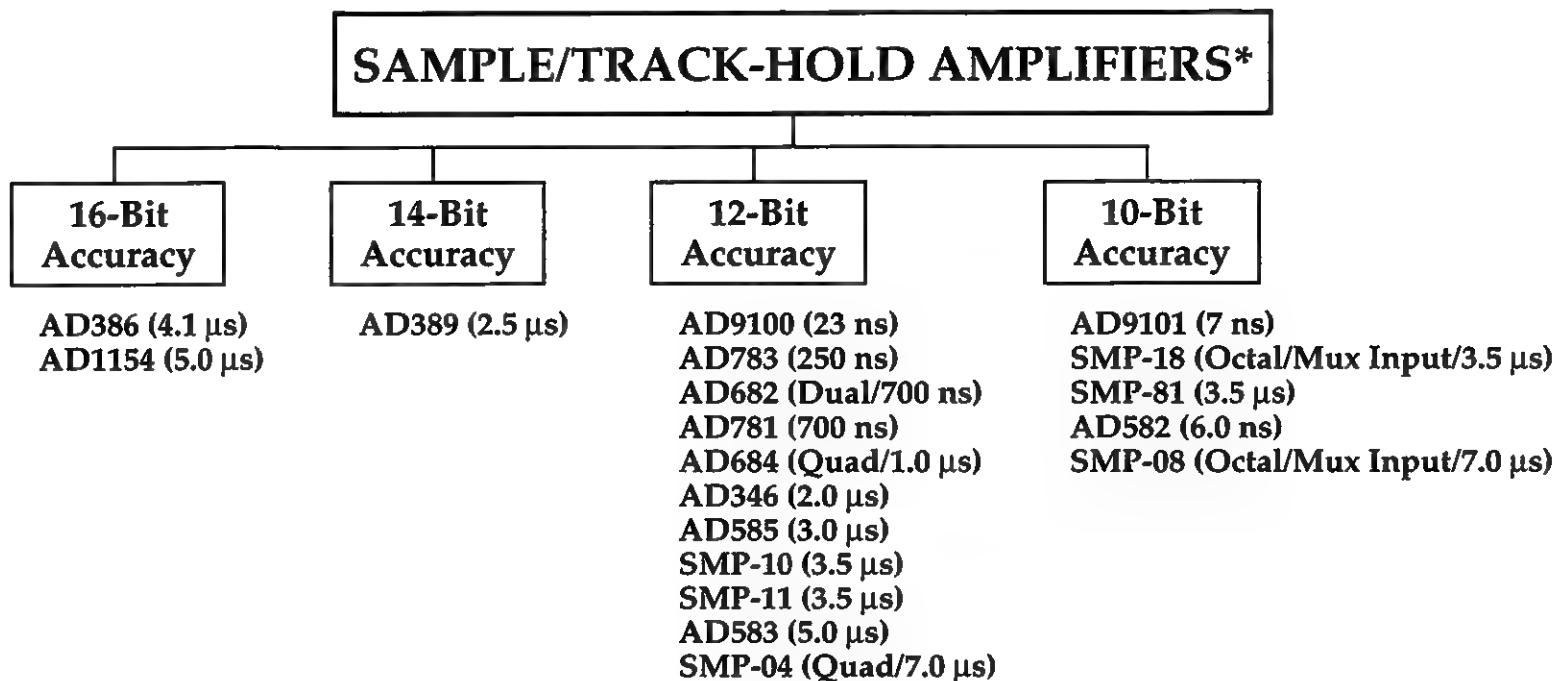 SAMPLE/TRACK-HOLD AMPLIFIERS*
16-Bit
Accuracy
AD386 (4.1 μs)
AD1154 (5.0 μs)
14-Bit
Accuracy
AD389 (2.5 μs)
12-Bit
Accuracy
AD9100 (23 ns)
AD783 (250 ns)
AD682 (Dual/700 ns)
AD781 (700 ns)
AD684 (Quad/1.0 μs)
AD346 (2.0 μs)
AD585 (3.0 μs)
SMP-10 (3.5 μs)
SMP-11 (3.5 μs)
AD583 (5.0 μs)
SMP-04 (Quad/7.0 μs)
10-Bit
Accuracy
AD9101 (7 ns)
SMP-18 (Octal/Mux Input/3.5 μs)
SMP-81 (3.5 μs)
AD582 (6.0 ns)
SMP-08 (Octal/Mux Input/7.0 μs)